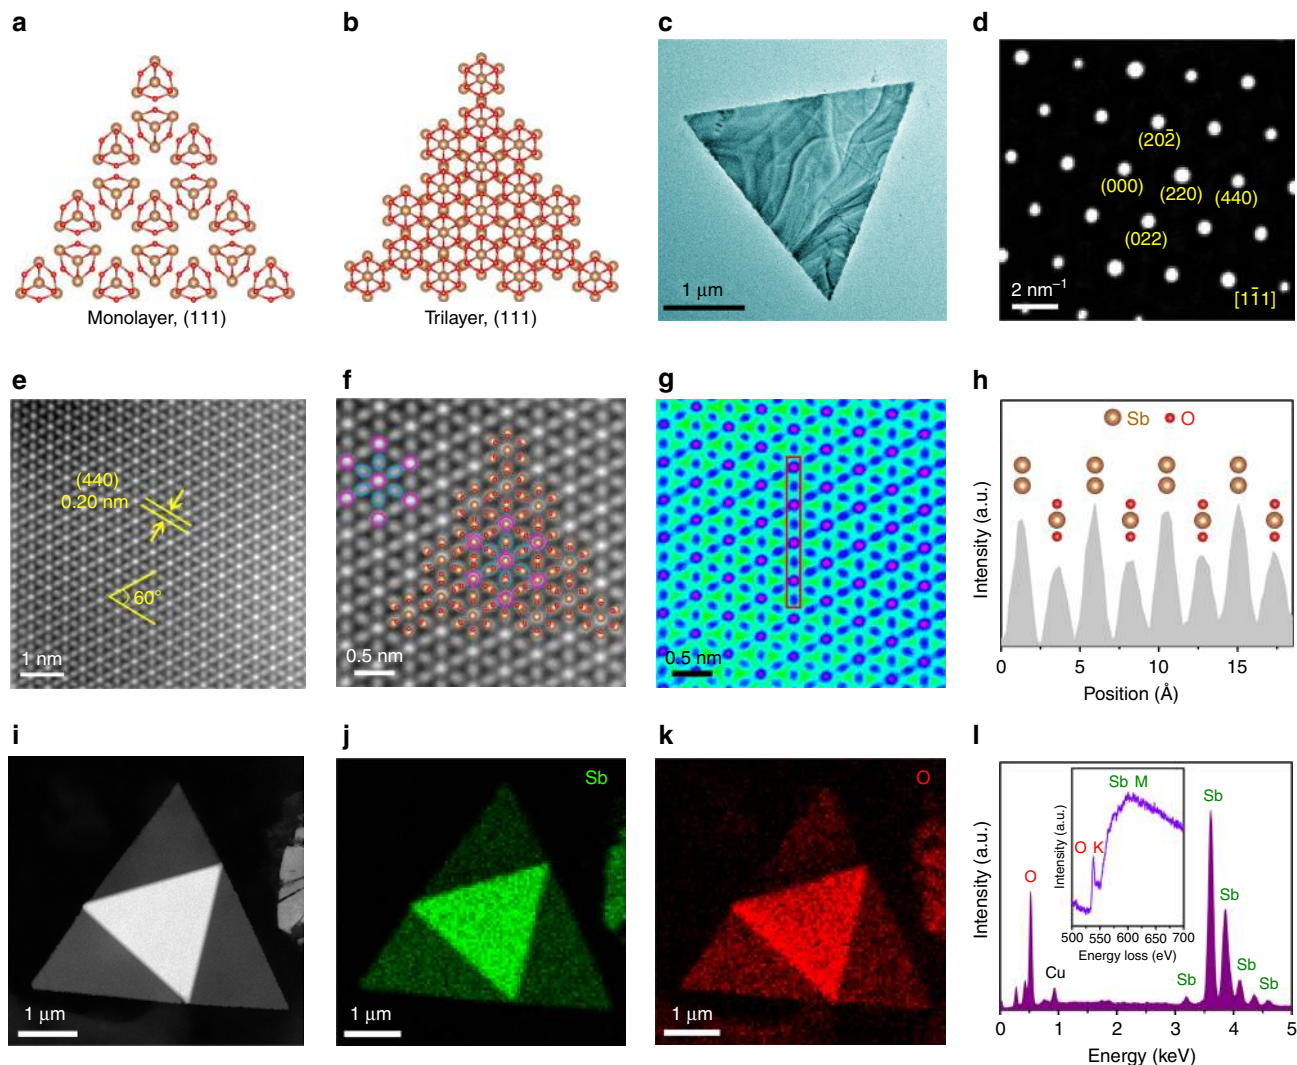 a
b
c
d
Monolayer, (111)
Trilayer, (111)
1 μm
(202̄)
(000)
(220)
(440)
(022)
2 nm⁻¹
[11̄1]
e
f
g
h
(440)
0.20 nm
60°
1 nm
0.5 nm
0.5 nm
Sb
O
Intensity (a.u.)
0
5
10
15
Position (Å)
i
j
k
l
1 μm
Sb
1 μm
O
1 μm
Intensity (a.u.)
O
Cu
Sb
Sb
Sb
Sb
Sb
Sb M
O K
Intensity (a.u.)
500 550 600 650 700
Energy loss (eV)
0 1 2 3 4 5
Energy (keV)